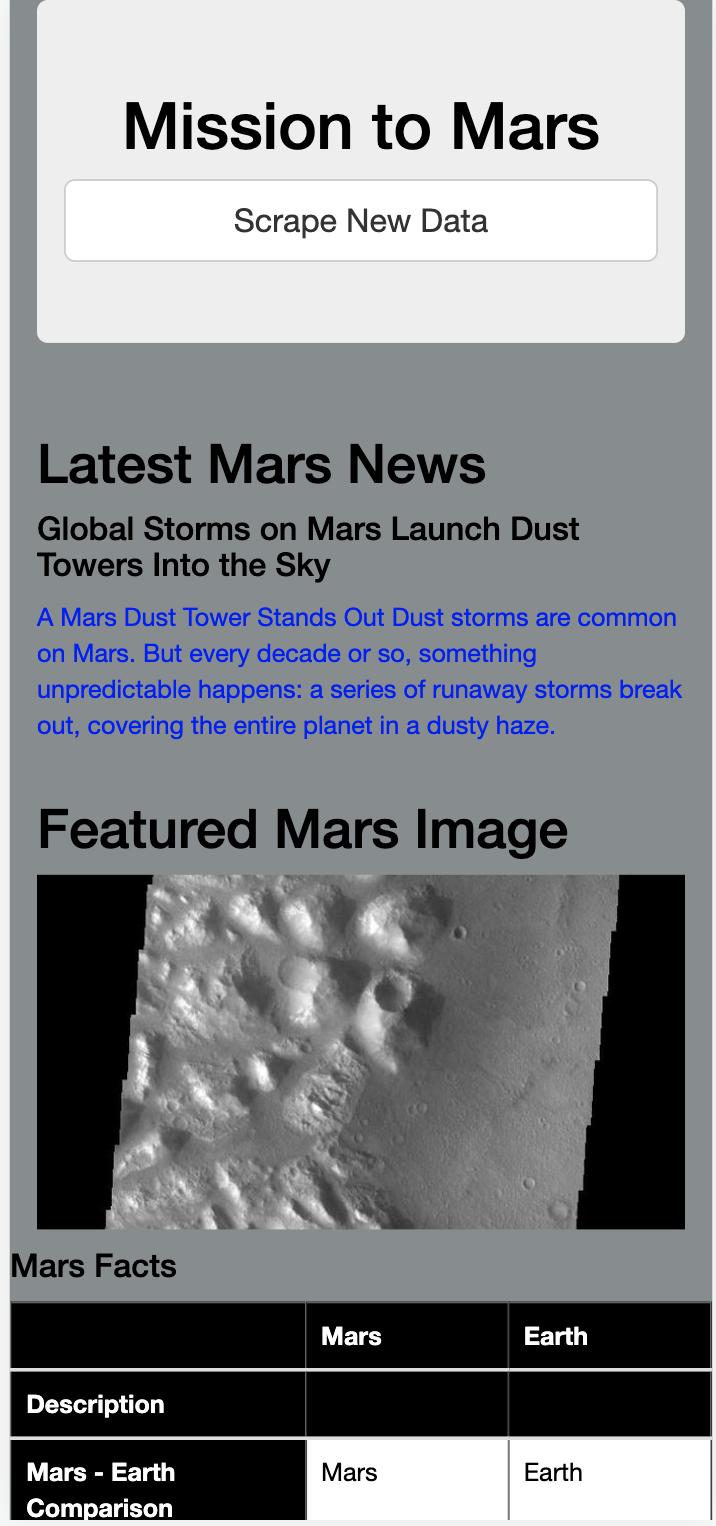 Mission to Mars
Scrape New Data
Latest Mars News
Global Storms on Mars Launch Dust
Towers Into the Sky
A Mars Dust Tower Stands Out Dust storms are common
on Mars. But every decade or so, something
unpredictable happens: a series of runaway storms break
out, covering the entire planet in a dusty haze.
Featured Mars Image
Mars Facts
Mars Earth
Description
Mars - Earth Mars Earth
Comparison